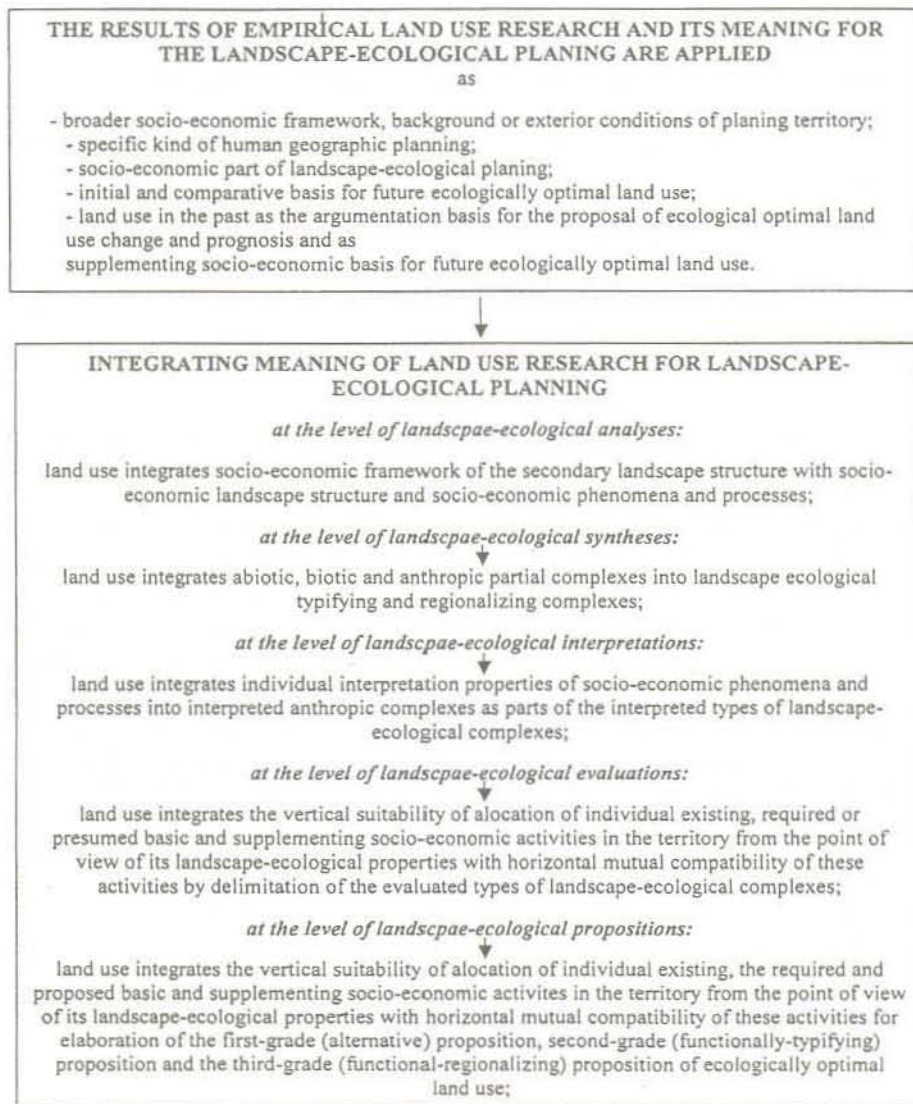 THE RESULTS OF EMPIRICAL LAND USE RESEARCH AND ITS MEANING FOR
THE LANDSCAPE-ECOLOGICAL PLANING ARE APPLIED
as
- broader socio-economic framework, background or exterior conditions of planing territory;
- specific kind of human geographic planning;
- socio-economic part of landscape-ecological planing;
- initial and comparative basis for future ecologically optimal land use;
- land use in the past as the argumentation basis for the proposal of ecological optimal land
use change and prognosis and as
supplementing socio-economic basis for future ecologically optimal land use.
INTEGRATING MEANING OF LAND USE RESEARCH FOR LANDSCAPE-
ECOLOGICAL PLANNING
at the level of landscpae-ecological analyses:
land use integrates socio-economic framework of the secondary landscape structure with socio-
economic landscape structure and socio-economic phenomena and processes;
at the level of landscpae-ecological syntheses:
land use integrates abiotic, biotic and anthropic partial complexes into landscape ecological
typifying and regionalizing complexes;
at the level of landscpae-ecological interpretations:
land use integrates individual interpretation properties of socio-economic phenomena and
processes into interpreted anthropic complexes as parts of the interpreted types of landscape-
ecological complexes;
at the level of landscpae-ecological evaluations:
land use integrates the vertical suitability of alocation of individual existing, required or
presumed basic and supplementing socio-economic activities in the territory from the point of
view of its landscape-ecological properties with horizontal mutual compatibility of these
activities by delimitation of the evaluated types of landscape-ecological complexes;
at the level of landscpae-ecological propositions:
land use integrates the vertical suitability of alocation of individual existing, the required and
proposed basic and supplementing socio-economic activites in the territory from the point of view
of its landscape-ecological properties with horizontal mutual compatibility of these activities for
elaboration of the first-grade (alternative) proposition, second-grade (functionally-typifying)
proposition and the third-grade (functional-regionalizing) proposition of ecologically optimal
land use;